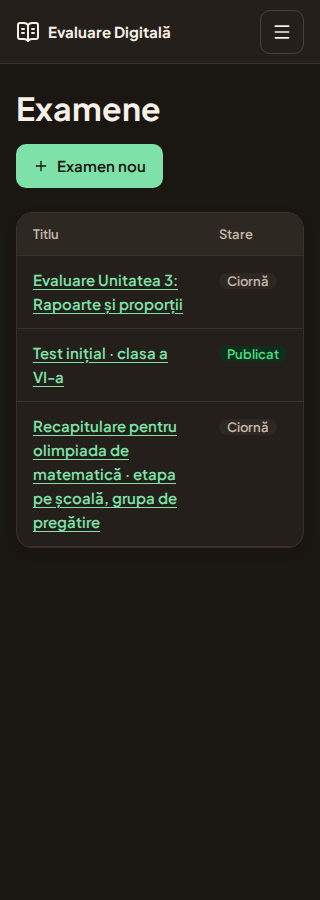 Evaluare Digitală
Examene
+ Examen nou
Titlu Stare
Evaluare Unitatea 3: Ciornă
Rapoarte și proporții
Test inițial · clasa a Publicat
VI-a
Recapitulare pentru Ciornă
olimpiada de
matematică · etapa
pe școală, grupa de
pregătire